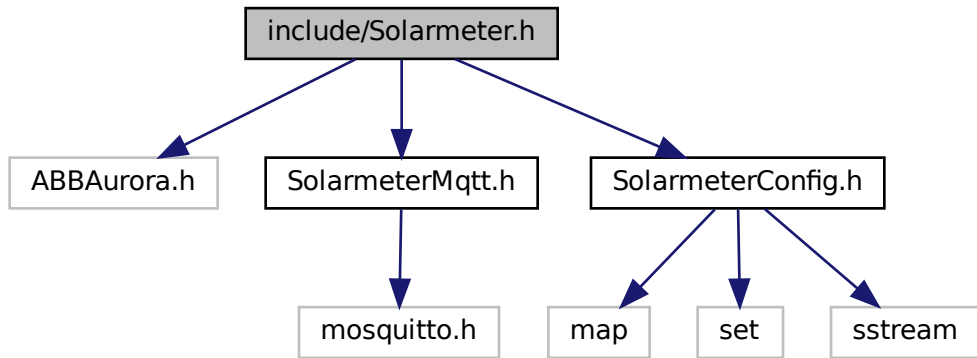 include/Solarmeter.h
ABBAurora.h
SolarmeterMqtt.h
SolarmeterConfig.h
mosquitto.h
map
set
sstream